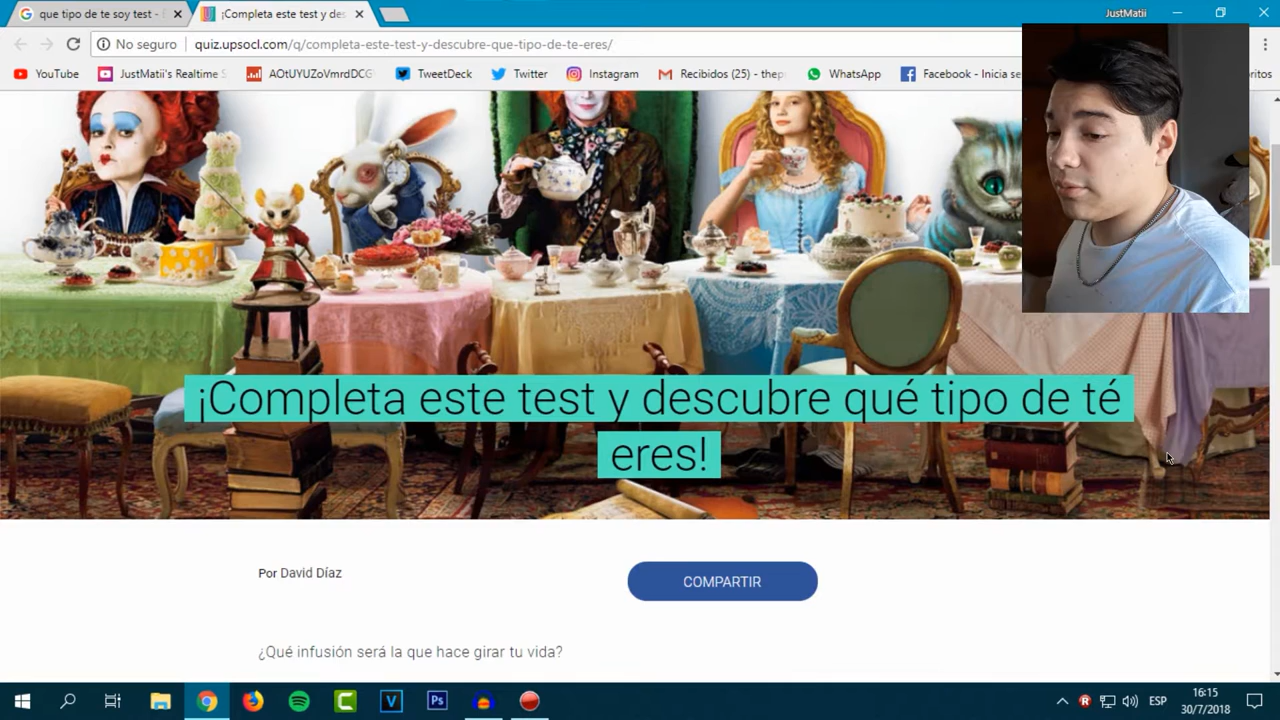 que tipo de te soy test -
¡Completa este test y des
JustMatii
No seguro
quiz.upsocl.com/q/completa-este-test-y-descubre-que-tipo-de-te-eres/
YouTube
JustMatii's Realtime
AOtUYUZoVmrdDCG
TweetDeck
Twitter
Instagram
Recibidos (25) - thep
WhatsApp
Facebook - Inicia se
¡Completa este test y descubre qué tipo de té
eres!
Por David Díaz
COMPARTIR
¿Qué infusión será la que hace girar tu vida?
ESP
16:15
30/7/2018